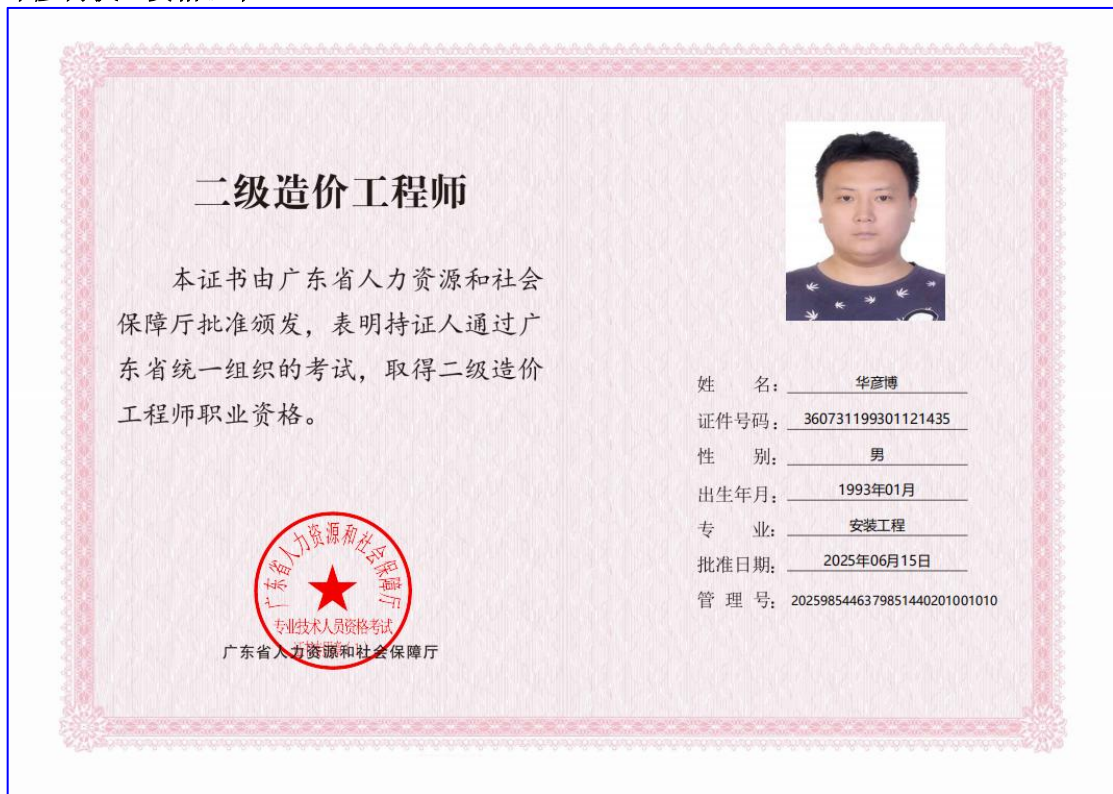 二级造价工程师
本证书由广东省人力资源和社会
保障厅批准颁发，表明持证人通过广
东省统一组织的考试，取得二级造价
工程师职业资格。
广东省人力资源和社会保障厅
专业技术人员资格考试
广东省人力资源和社会保障厅
姓 名：华彦博
证件号码：360731199301121435
性 别：男
出生年月：1993年01月
专 业：安装工程
批准日期：2025年06月15日
管 理 号：2025985446379851440201001010